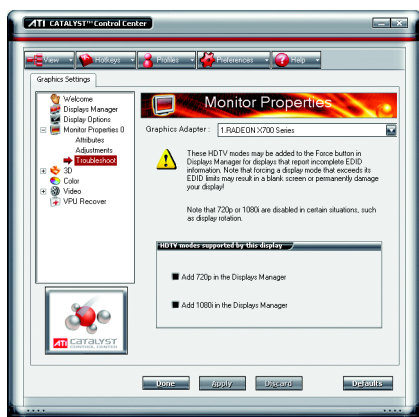 ATI CATALYST™ Control Center
View
Hotkeys
Profiles
Preferences
Help
Graphics Settings
Welcome
Displays Manager
Display Options
Monitor Properties 0
Attributes
Adjustments
Troubleshoot
3D
Color
Video
VPU Recover
ATI CATALYST
CONTROL CENTER
Monitor Properties
Graphics Adapter : 1.RADEON X700 Series
These HDTV modes may be added to the Force button in
Displays Manager for displays that report incomplete EDID
information. Note that forcing a display mode that exceeds its
EDID limits may result in a blank screen or permanently damage
your display!
Note that 720p or 1080i are disabled in certain situations, such
as display rotation.
HDTV modes supported by this display
Add 720p in the Displays Manager
Add 1080i in the Displays Manager
Done
Apply
Discard
Defaults